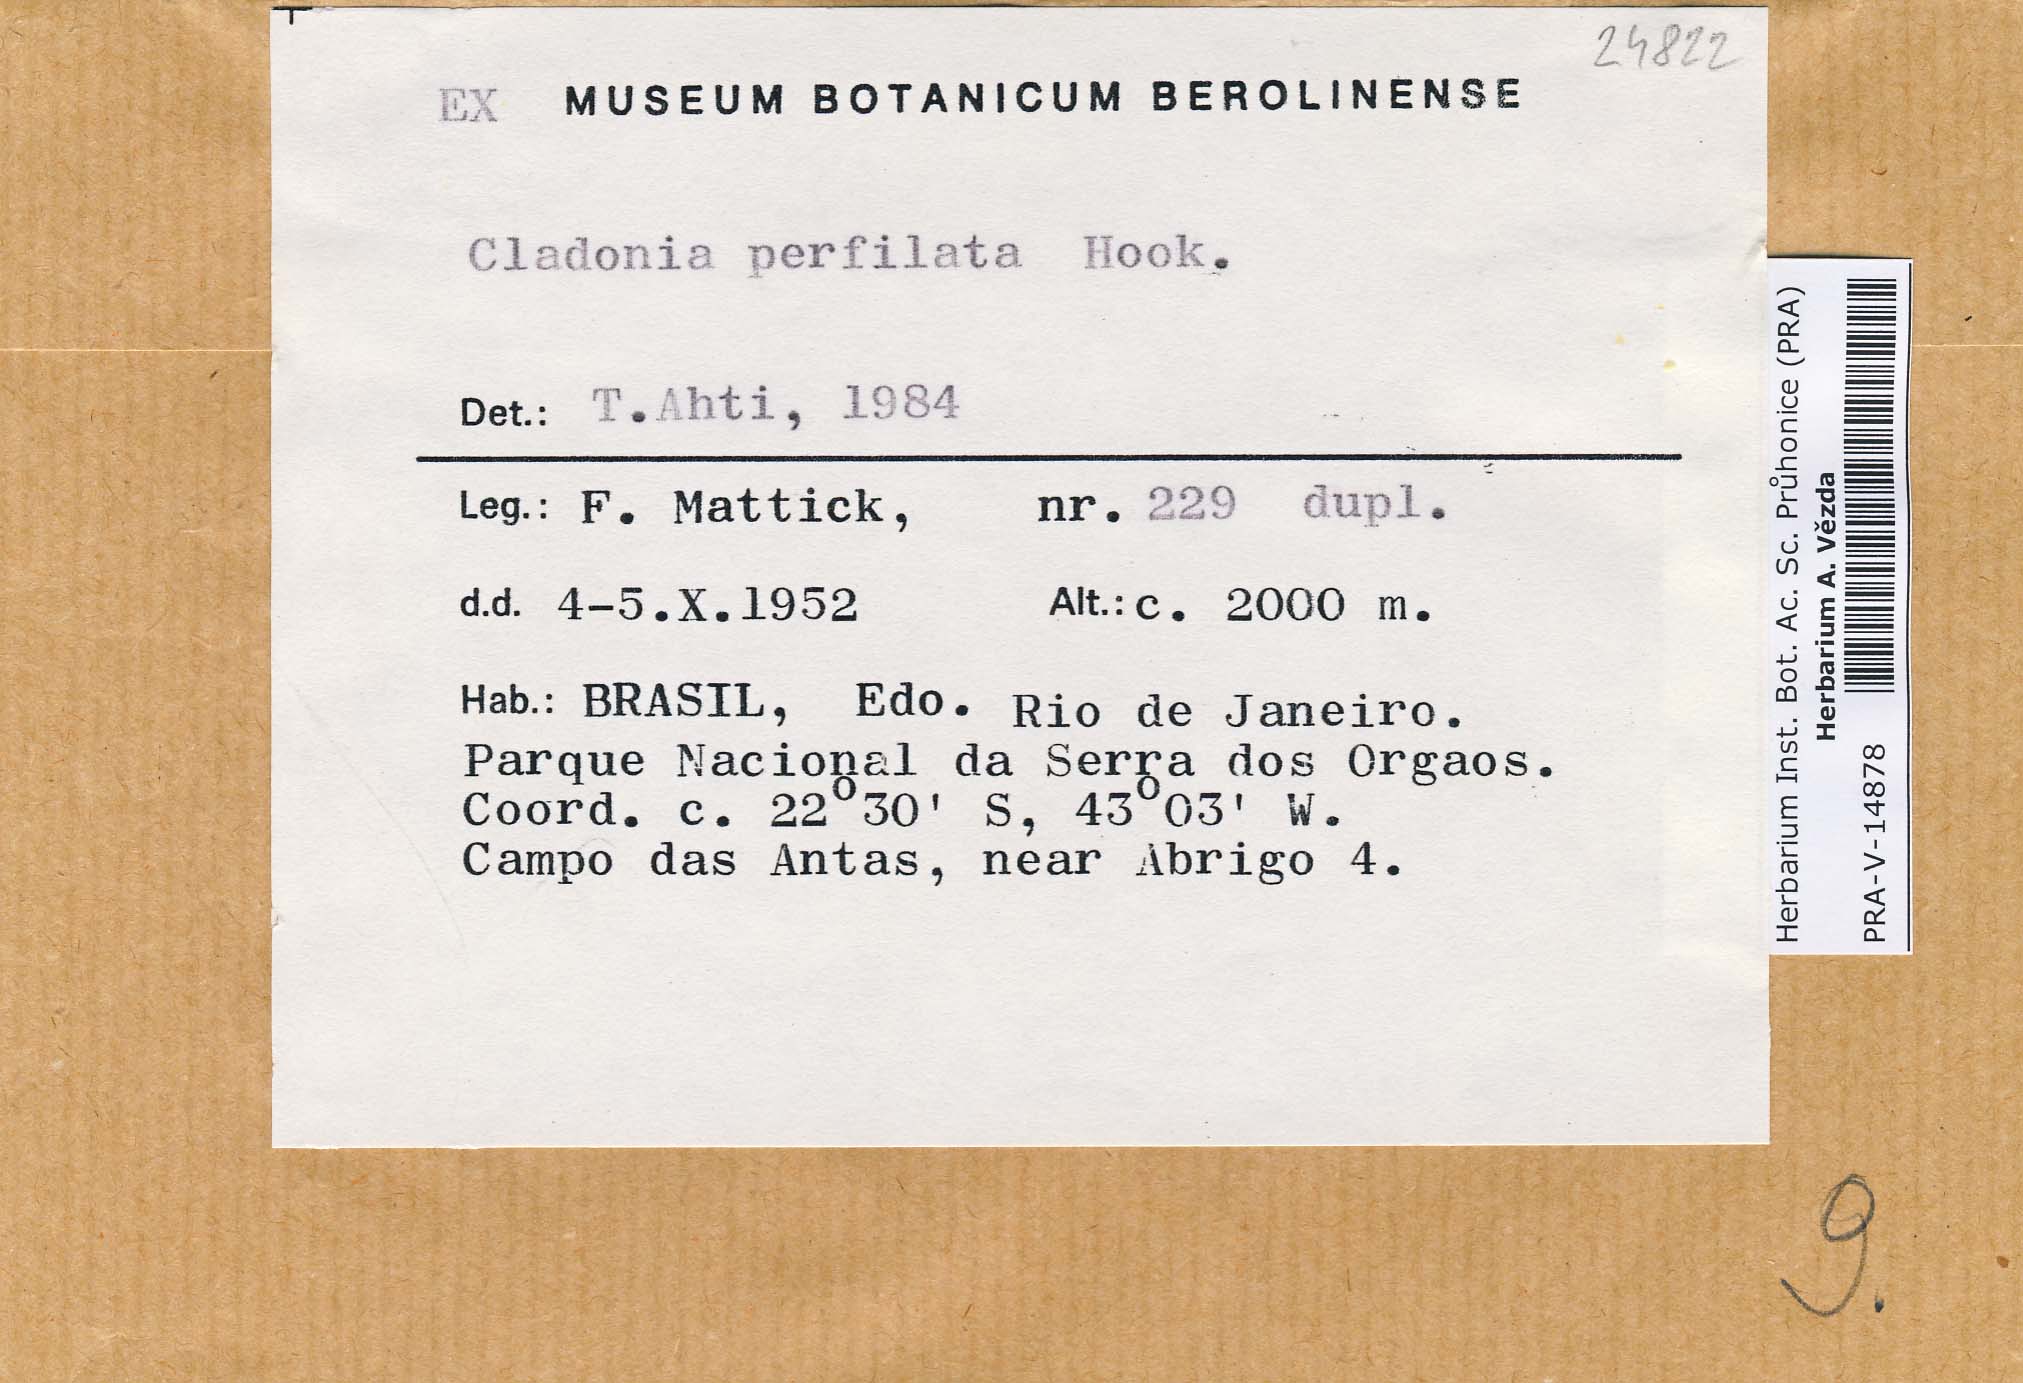 24822
EX MUSEUM BOTANICUM BEROLINENSE
Cladonia perfilata Hook.
Det.: T.Ahti, 1984
Leg.: F. Mattick, nr. 229 dupl.
d.d. 4-5.X.1952 Alt.: c. 2000 m.
Hab.: BRASIL, Edo. Rio de Janeiro.
Parque Nacional da Serra dos Orgaos.
Coord. c. 22°30' S, 43°03' W.
Campo das Antas, near Abrigo 4.
Herbarium Inst. Bot. Ac. Sc. Průhonice (PRA)
Herbarium A. Vězda
PRA-V-14878
9.